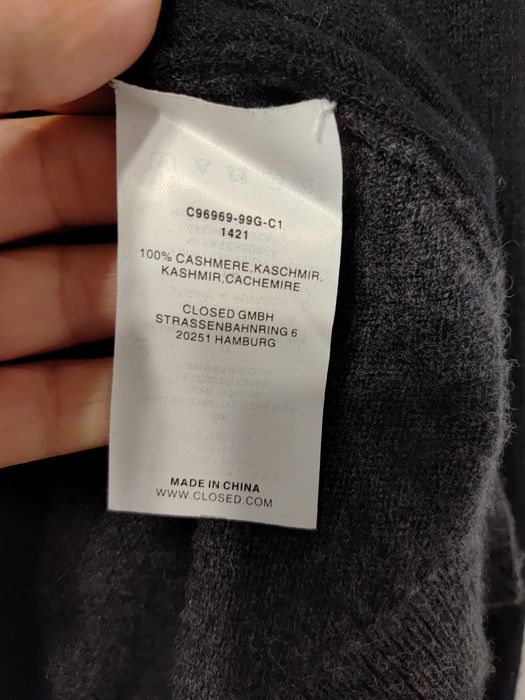 C96969-99G-C1
1421
100% CASHMERE,KASCHMIR,
KASHMIR,CACHEMIRE
CLOSED GMBH
STRASSENBAHNRING 6
20251 HAMBURG
MADE IN CHINA
WWW.CLOSED.COM